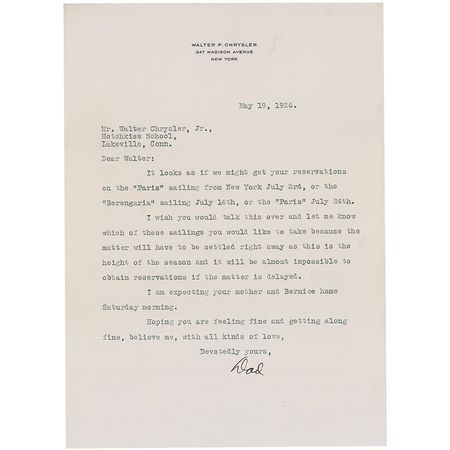 WALTER P. CHRYSLER
347 MADISON AVENUE
NEW YORK
May 19, 1926.
Mr. Walter Chrysler, Jr.,
Hotchkiss School,
Lakeville, Conn.
Dear Walter:
It looks as if we might get your reservations
on the "Paris" sailing from New York July 3rd, or the
"Berengaria" sailing July 14th, or the "Paris" July 24th.
I wish you would talk this over and let me know
which of these sailings you would like to take because the
matter will have to be settled right away as this is the
height of the season and it will be almost impossible to
obtain reservations if the matter is delayed.
I am expecting your mother and Bernice home
Saturday morning.
Hoping you are feeling fine and getting along
fine, believe me, with all kinds of love,
Devotedly yours,
Dad